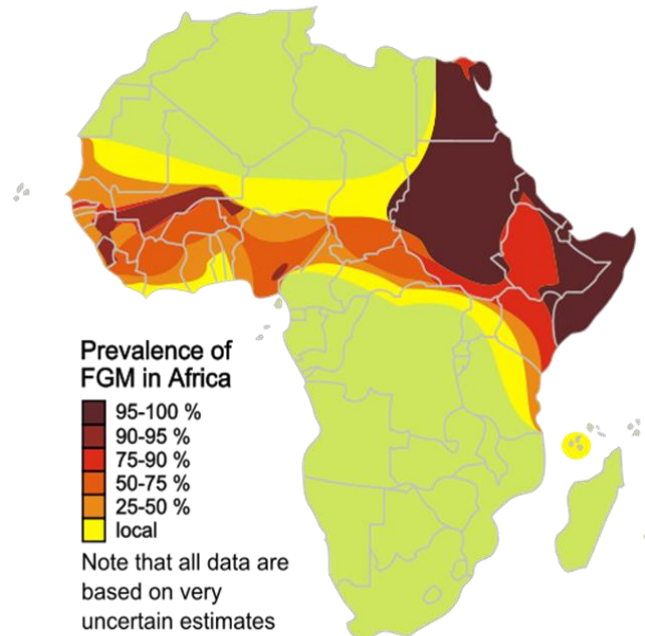 Prevalence of
FGM in Africa
95-100 %
90-95 %
75-90 %
50-75 %
25-50 %
local
Note that all data are
based on very
uncertain estimates